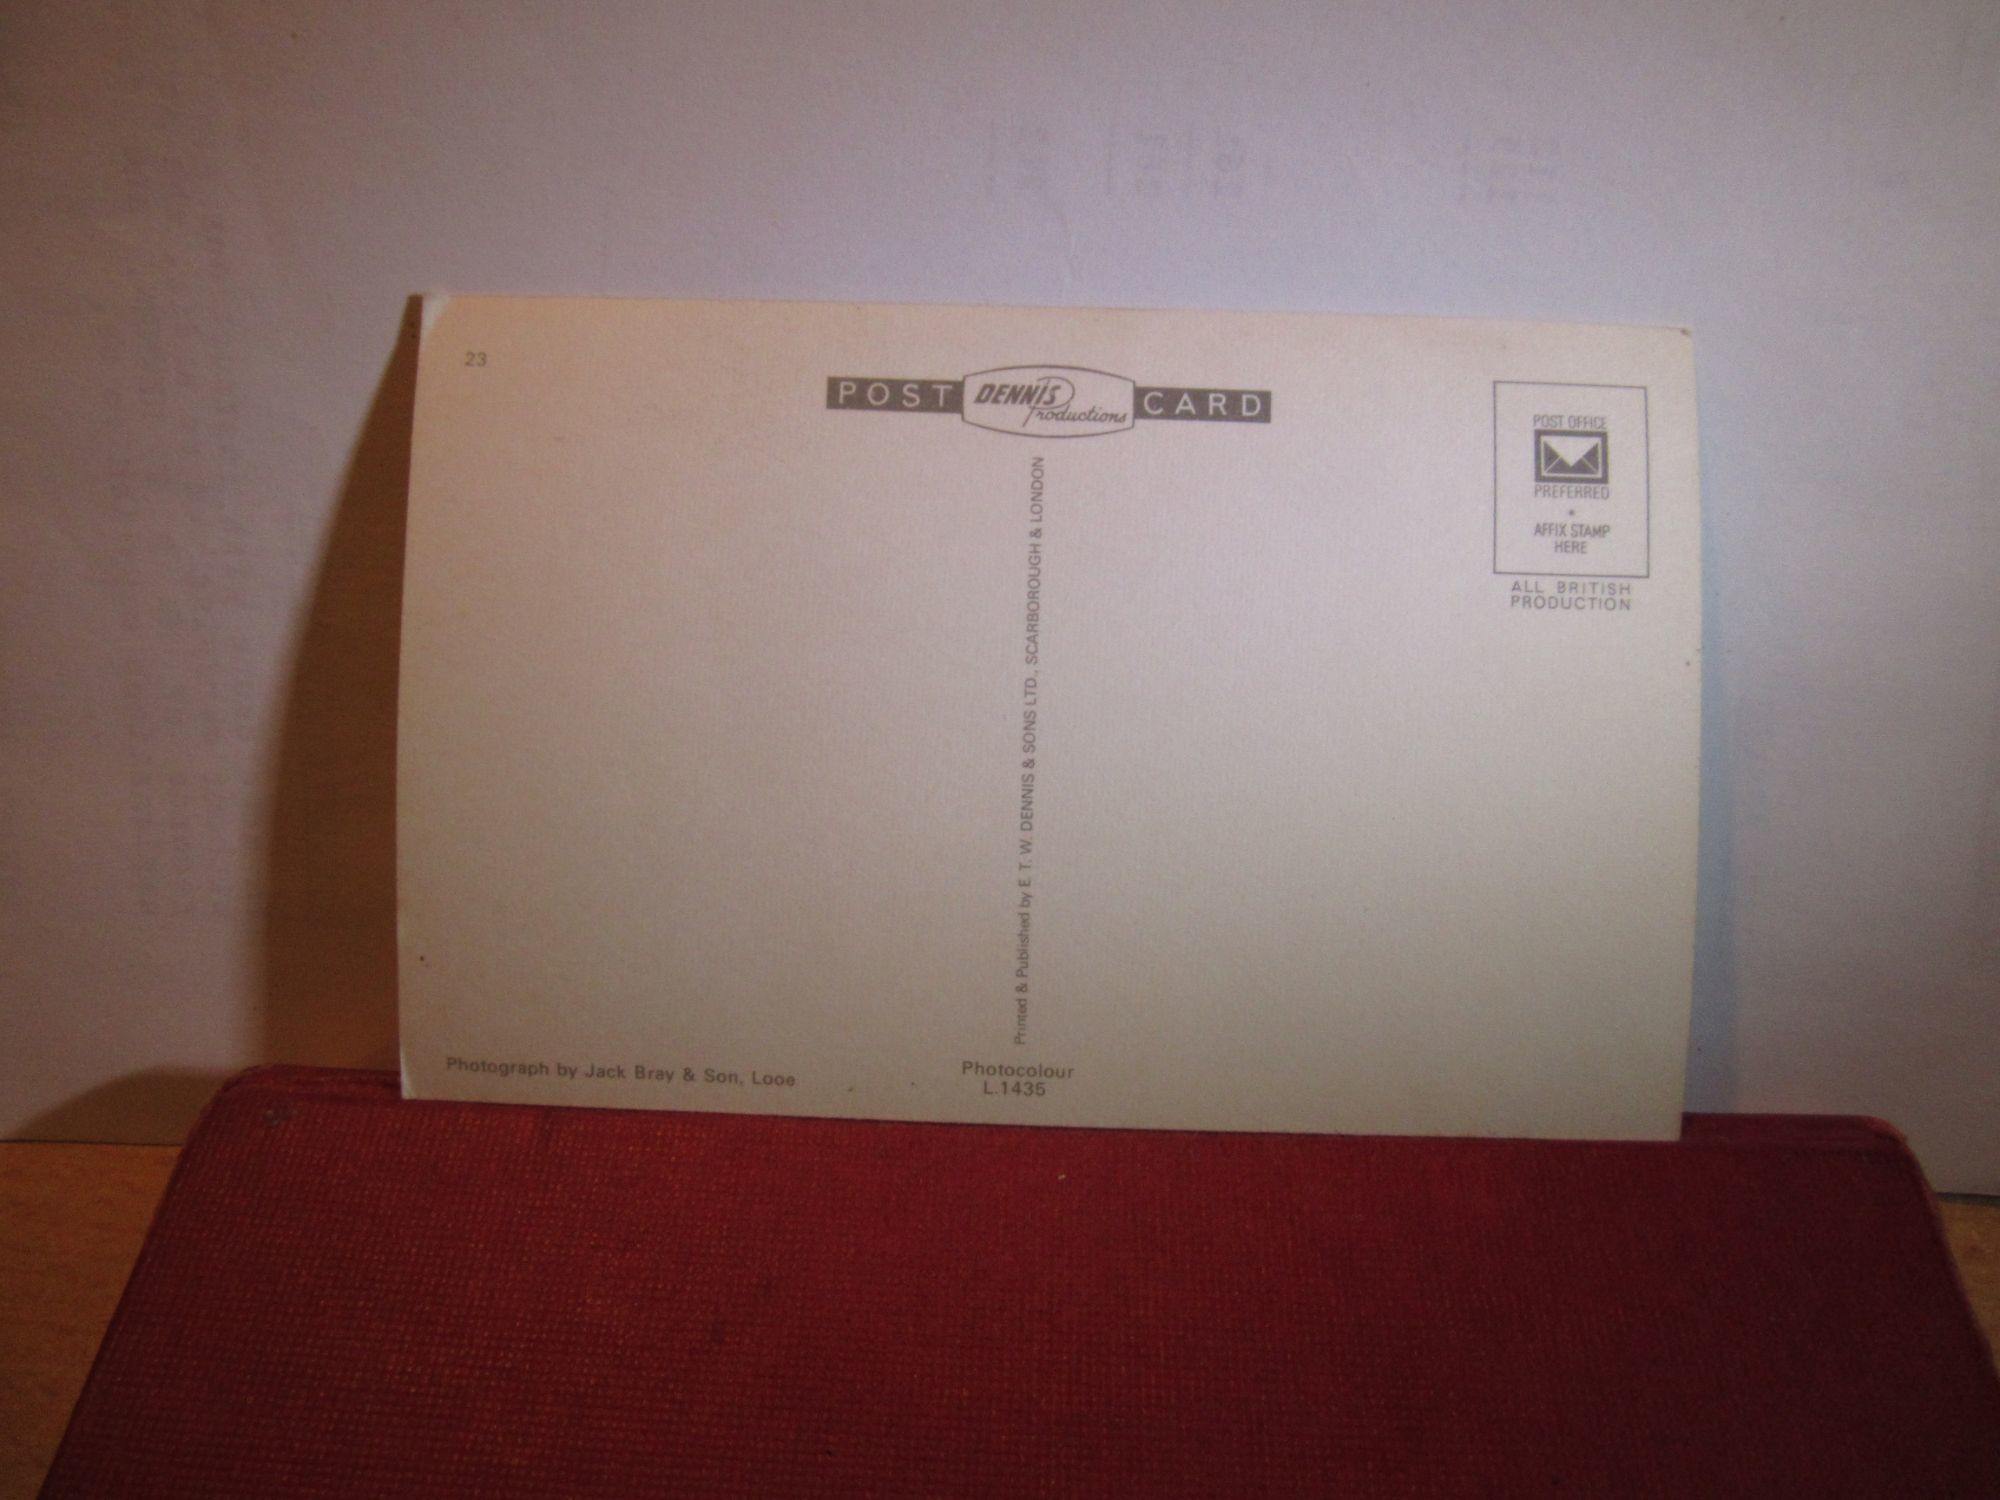 23
POST DENNIS Productions CARD
POST OFFICE
PREFERRED
AFFIX STAMP
HERE
ALL BRITISH
PRODUCTION
Printed & Published by E. T. W. DENNIS & SONS LTD., SCARBOROUGH & LONDON
Photograph by Jack Bray & Son, Looe
Photocolour
L.1435